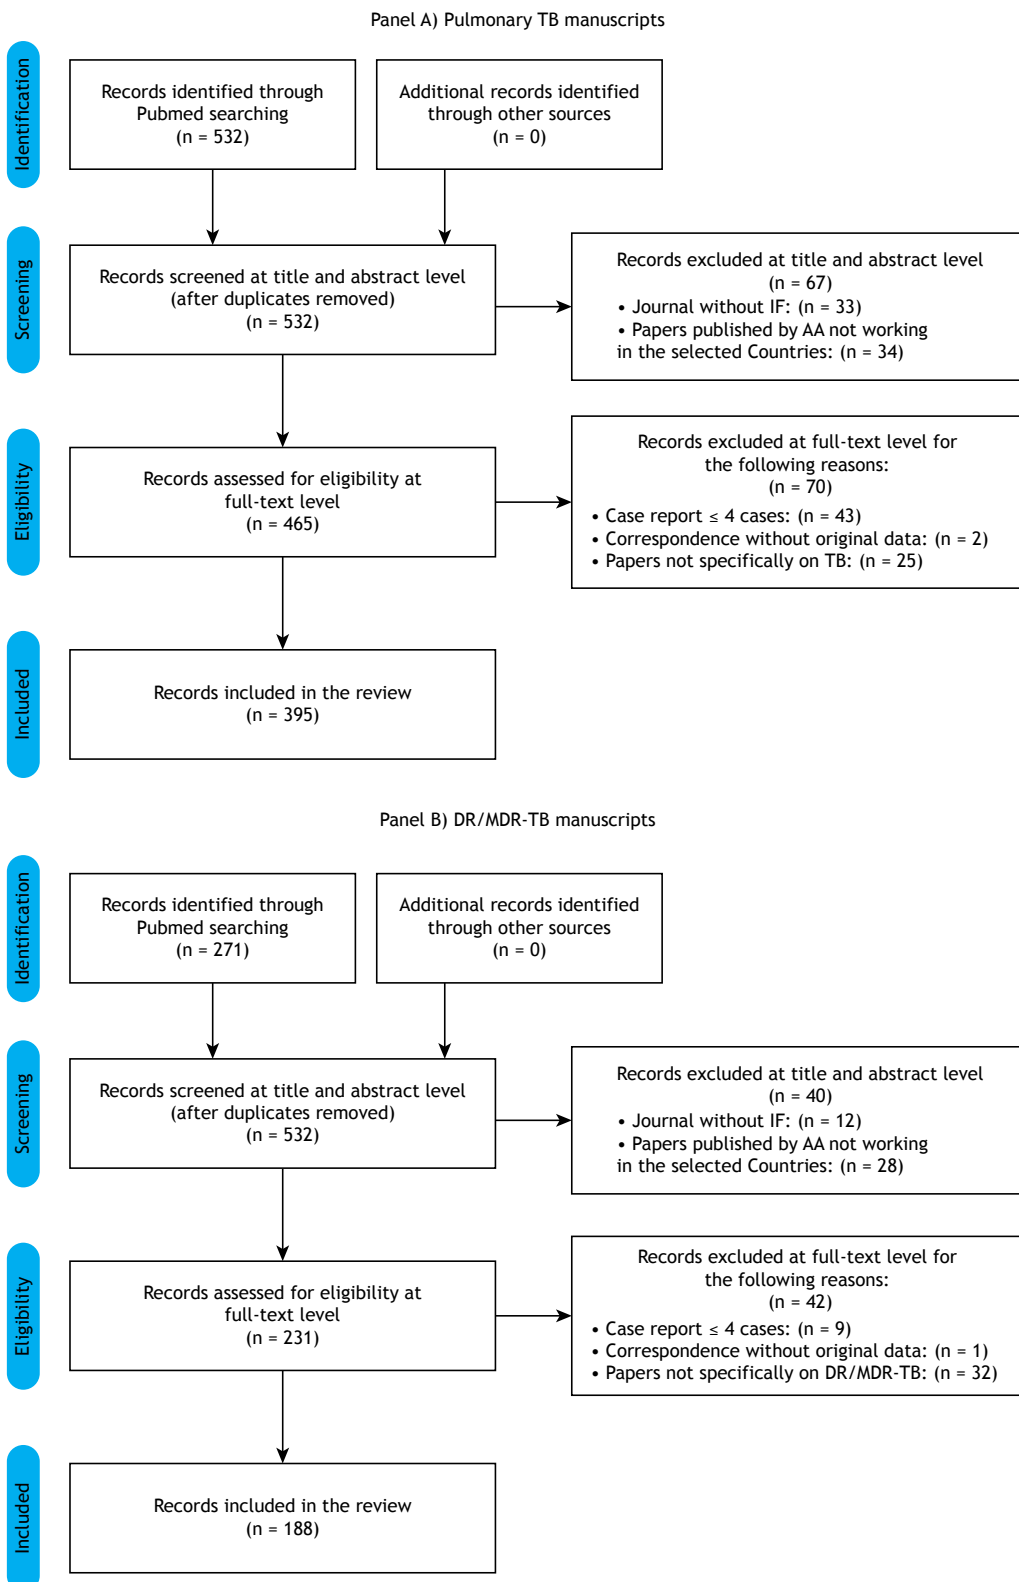 Panel A) Pulmonary TB manuscripts
Identification
Records identified through
Pubmed searching
(n = 532)
Additional records identified
through other sources
(n = 0)
Screening
Records screened at title and abstract level
(after duplicates removed)
(n = 532)
Records excluded at title and abstract level
(n = 67)
• Journal without IF: (n = 33)
• Papers published by AA not working
in the selected Countries: (n = 34)
Eligibility
Records assessed for eligibility at
full-text level
(n = 465)
Records excluded at full-text level for
the following reasons:
(n = 70)
• Case report ≤ 4 cases: (n = 43)
• Correspondence without original data: (n = 2)
• Papers not specifically on TB: (n = 25)
Included
Records included in the review
(n = 395)
Panel B) DR/MDR-TB manuscripts
Identification
Records identified through
Pubmed searching
(n = 271)
Additional records identified
through other sources
(n = 0)
Screening
Records screened at title and abstract level
(after duplicates removed)
(n = 532)
Records excluded at title and abstract level
(n = 40)
• Journal without IF: (n = 12)
• Papers published by AA not working
in the selected Countries: (n = 28)
Eligibility
Records assessed for eligibility at
full-text level
(n = 231)
Records excluded at full-text level for
the following reasons:
(n = 42)
• Case report ≤ 4 cases: (n = 9)
• Correspondence without original data: (n = 1)
• Papers not specifically on DR/MDR-TB: (n = 32)
Included
Records included in the review
(n = 188)